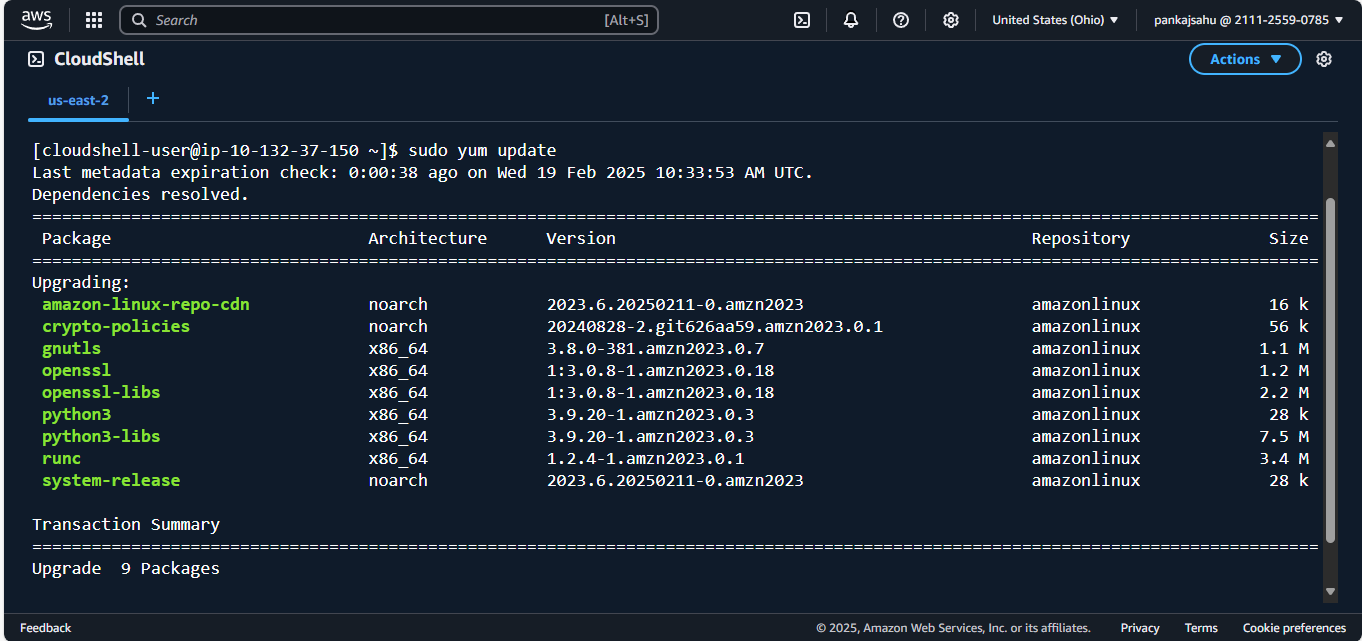 aws Search [Alt+S] United States (Ohio) pankajsahu @ 2111-2559-0785
CloudShell Actions
us-east-2 +
[cloudshell-user@ip-10-132-37-150 ~]$ sudo yum update
Last metadata expiration check: 0:00:38 ago on Wed 19 Feb 2025 10:33:53 AM UTC.
Dependencies resolved.
================================================================================================================================
Package Architecture Version Repository Size
================================================================================================================================
Upgrading:
amazon-linux-repo-cdn noarch 2023.6.20250211-0.amzn2023 amazonlinux 16 k
crypto-policies noarch 20240828-2.git626aa59.amzn2023.0.1 amazonlinux 56 k
gnutls x86_64 3.8.0-381.amzn2023.0.7 amazonlinux 1.1 M
openssl x86_64 1:3.0.8-1.amzn2023.0.18 amazonlinux 1.2 M
openssl-libs x86_64 1:3.0.8-1.amzn2023.0.18 amazonlinux 2.2 M
python3 x86_64 3.9.20-1.amzn2023.0.3 amazonlinux 28 k
python3-libs x86_64 3.9.20-1.amzn2023.0.3 amazonlinux 7.5 M
runc x86_64 1.2.4-1.amzn2023.0.1 amazonlinux 3.4 M
system-release noarch 2023.6.20250211-0.amzn2023 amazonlinux 28 k
Transaction Summary
================================================================================================================================
Upgrade 9 Packages
Feedback © 2025, Amazon Web Services, Inc. or its affiliates. Privacy Terms Cookie preferences